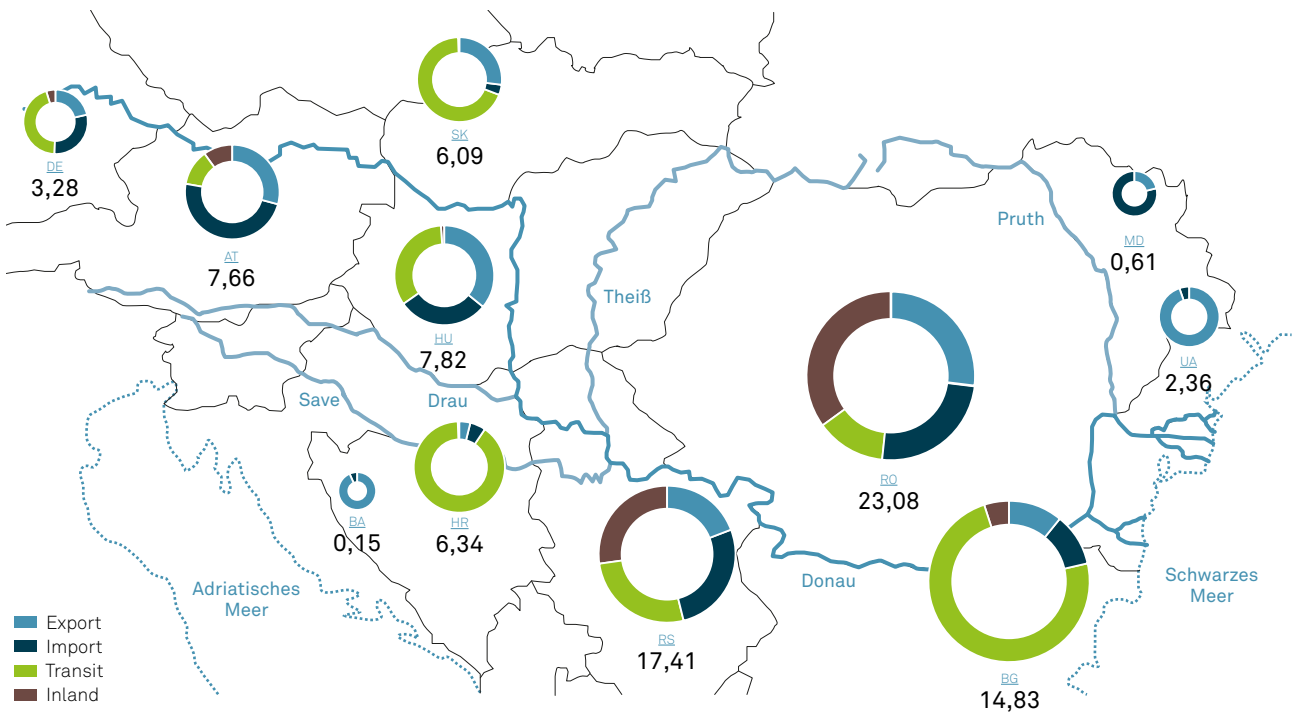 SK
6,09
DE
3,28
AT
7,66
HU
7,82
Theiß
Pruth
MD
0,61
UA
2,36
Save
Drau
BA
0,15
HR
6,34
RO
23,08
RS
17,41
Donau
BG
14,83
Adriatisches
Meer
Schwarzes
Meer
Export
Import
Transit
Inland